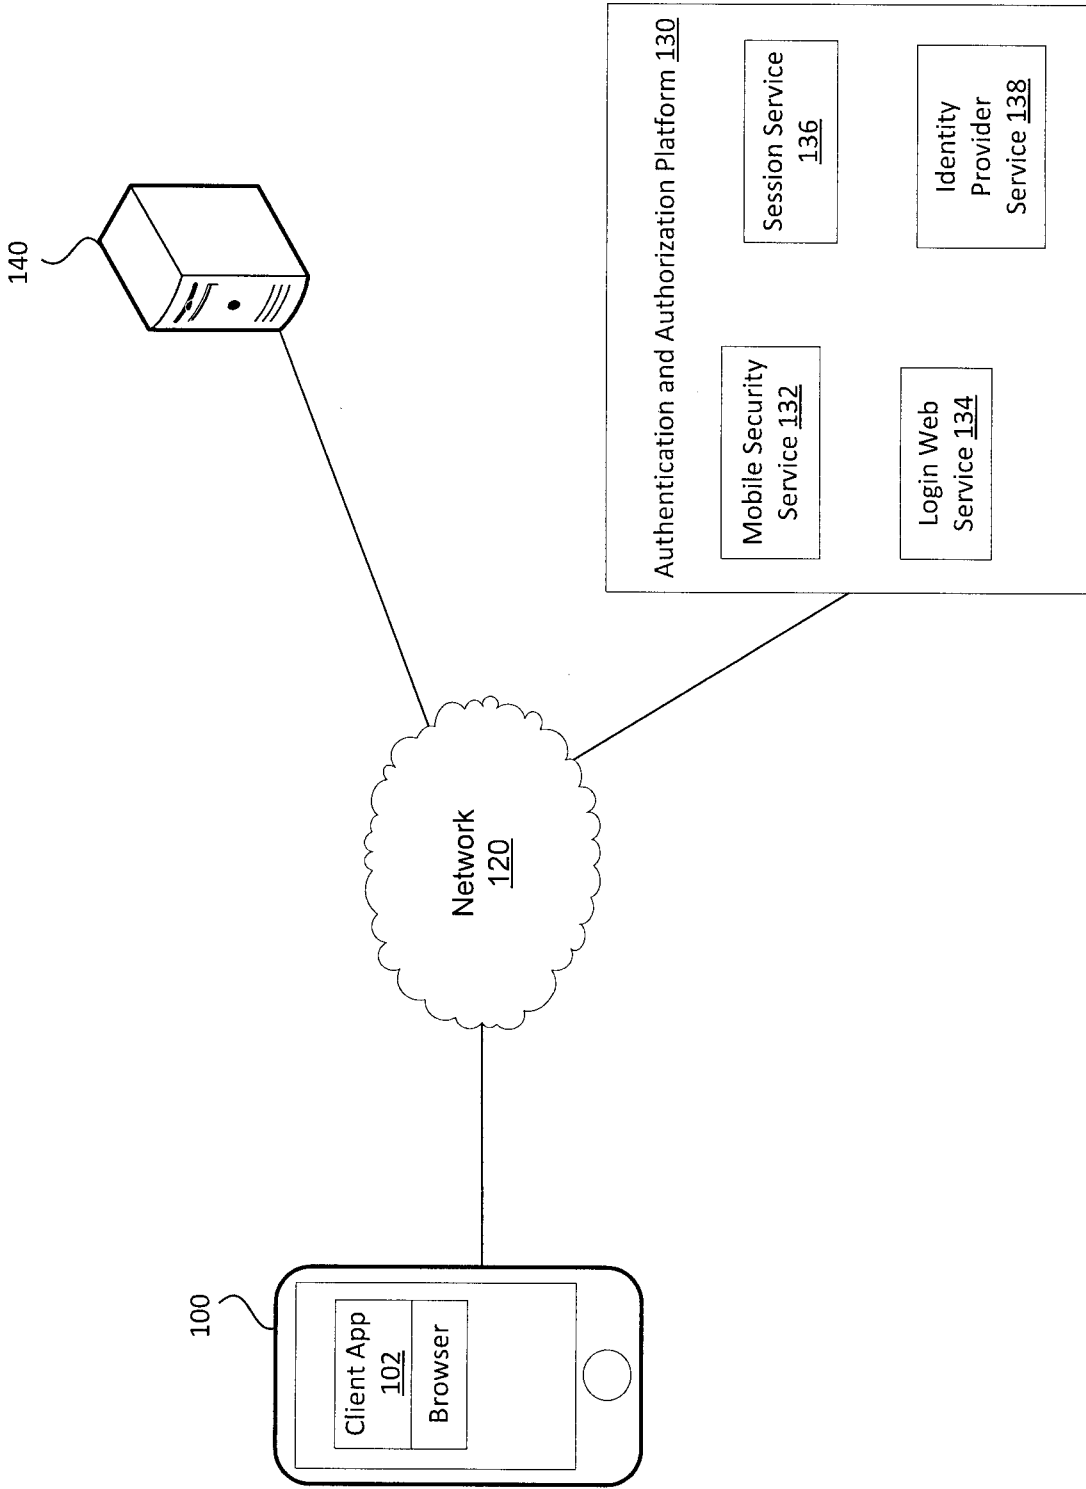 100
Client App
102
Browser
Network
120
140
Authentication and Authorization Platform 130
Mobile Security
Service 132
Session Service
136
Login Web
Service 134
Identity
Provider
Service 138